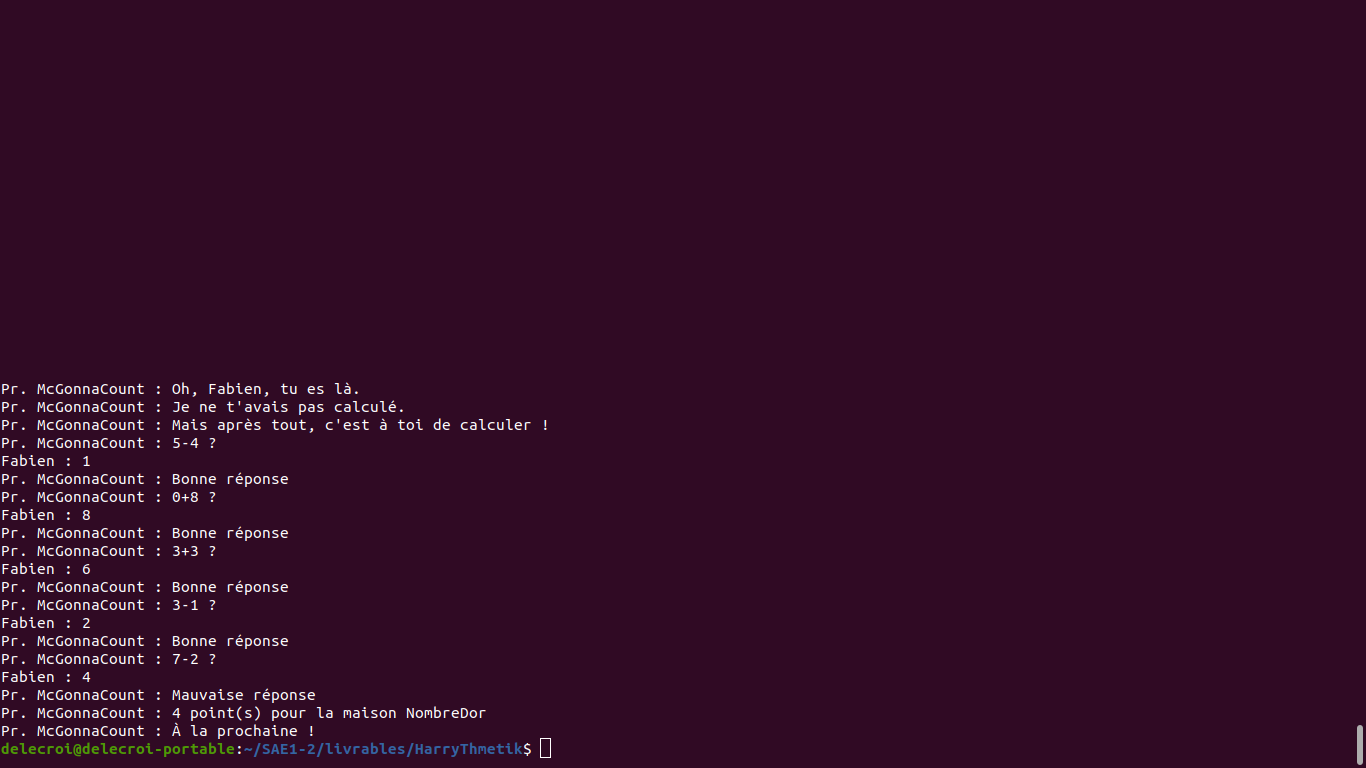 Pr. McGonnaCount : Oh, Fabien, tu es là.
Pr. McGonnaCount : Je ne t'avais pas calculé.
Pr. McGonnaCount : Mais après tout, c'est à toi de calculer !
Pr. McGonnaCount : 5-4 ?
Fabien : 1
Pr. McGonnaCount : Bonne réponse
Pr. McGonnaCount : 0+8 ?
Fabien : 8
Pr. McGonnaCount : Bonne réponse
Pr. McGonnaCount : 3+3 ?
Fabien : 6
Pr. McGonnaCount : Bonne réponse
Pr. McGonnaCount : 3-1 ?
Fabien : 2
Pr. McGonnaCount : Bonne réponse
Pr. McGonnaCount : 7-2 ?
Fabien : 4
Pr. McGonnaCount : Mauvaise réponse
Pr. McGonnaCount : 4 point(s) pour la maison NombreDor
Pr. McGonnaCount : À la prochaine !
delecroi@delecroi-portable:~/SAE1-2/livrables/HarryThmetik$